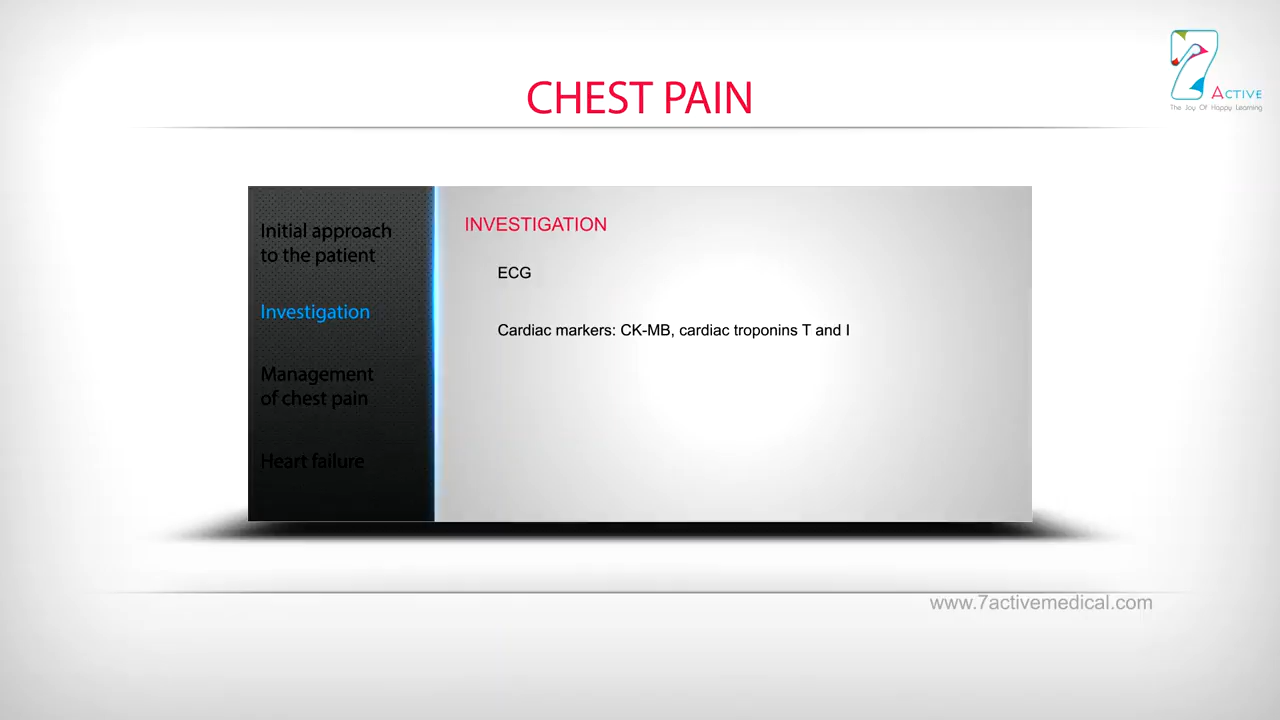 CHEST PAIN
7 ACTIVE
The Joy Of Happy Learning
Initial approach
to the patient
Investigation
Management
of chest pain
Heart failure
INVESTIGATION
ECG
Cardiac markers: CK-MB, cardiac troponins T and I
www.7activemedical.com